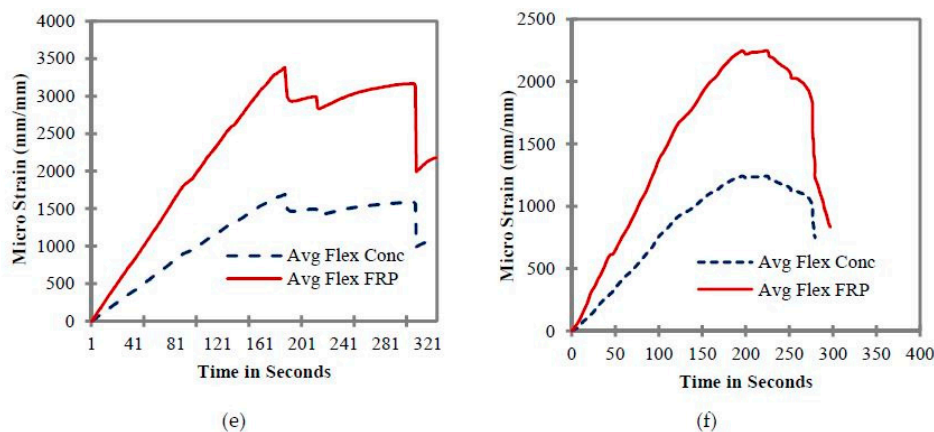 4000
3500
3000
2500
2000
1500
1000
500
0
Micro Strain (mm/mm)
Avg Flex Conc
Avg Flex FRP
1 41 81 121 161 201 241 281 321
Time in Seconds
(e)
2500
2000
1500
1000
500
0
Micro Strain (mm/mm)
Avg Flex Conc
Avg Flex FRP
0 50 100 150 200 250 300 400
Time in Seconds
(f)